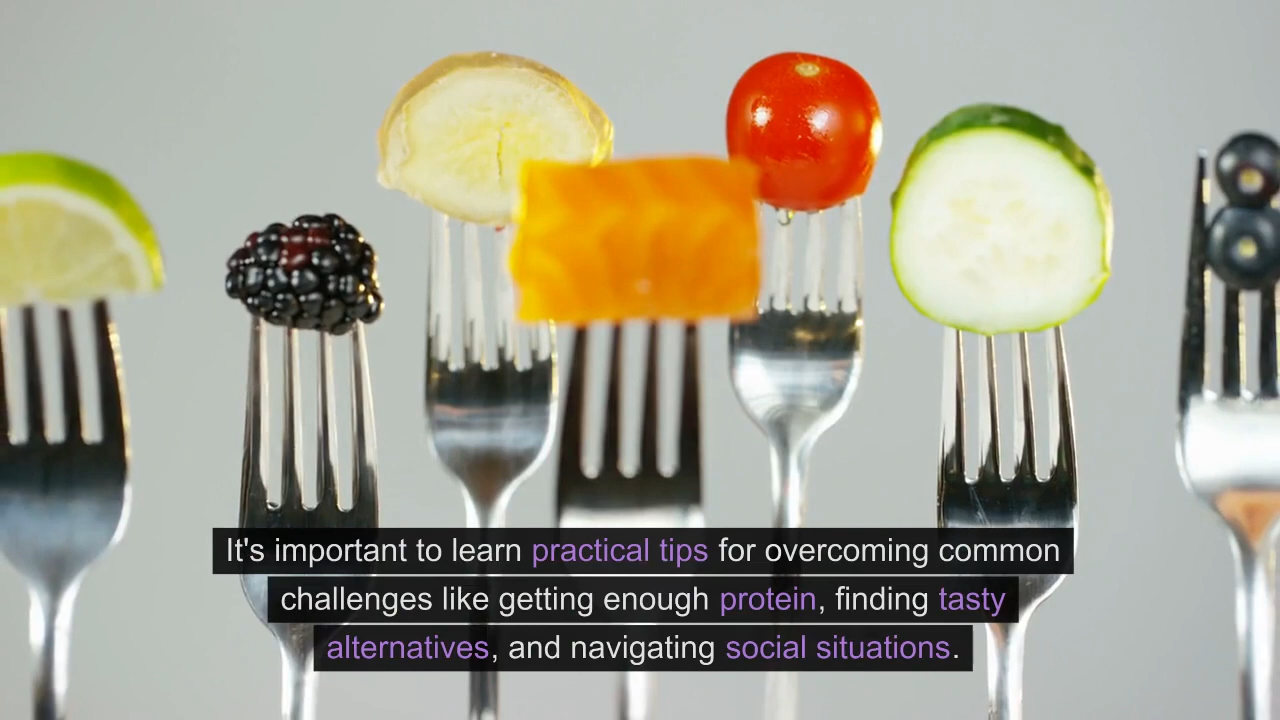 It's important to learn practical tips for overcoming common
challenges like getting enough protein, finding tasty
alternatives, and navigating social situations.